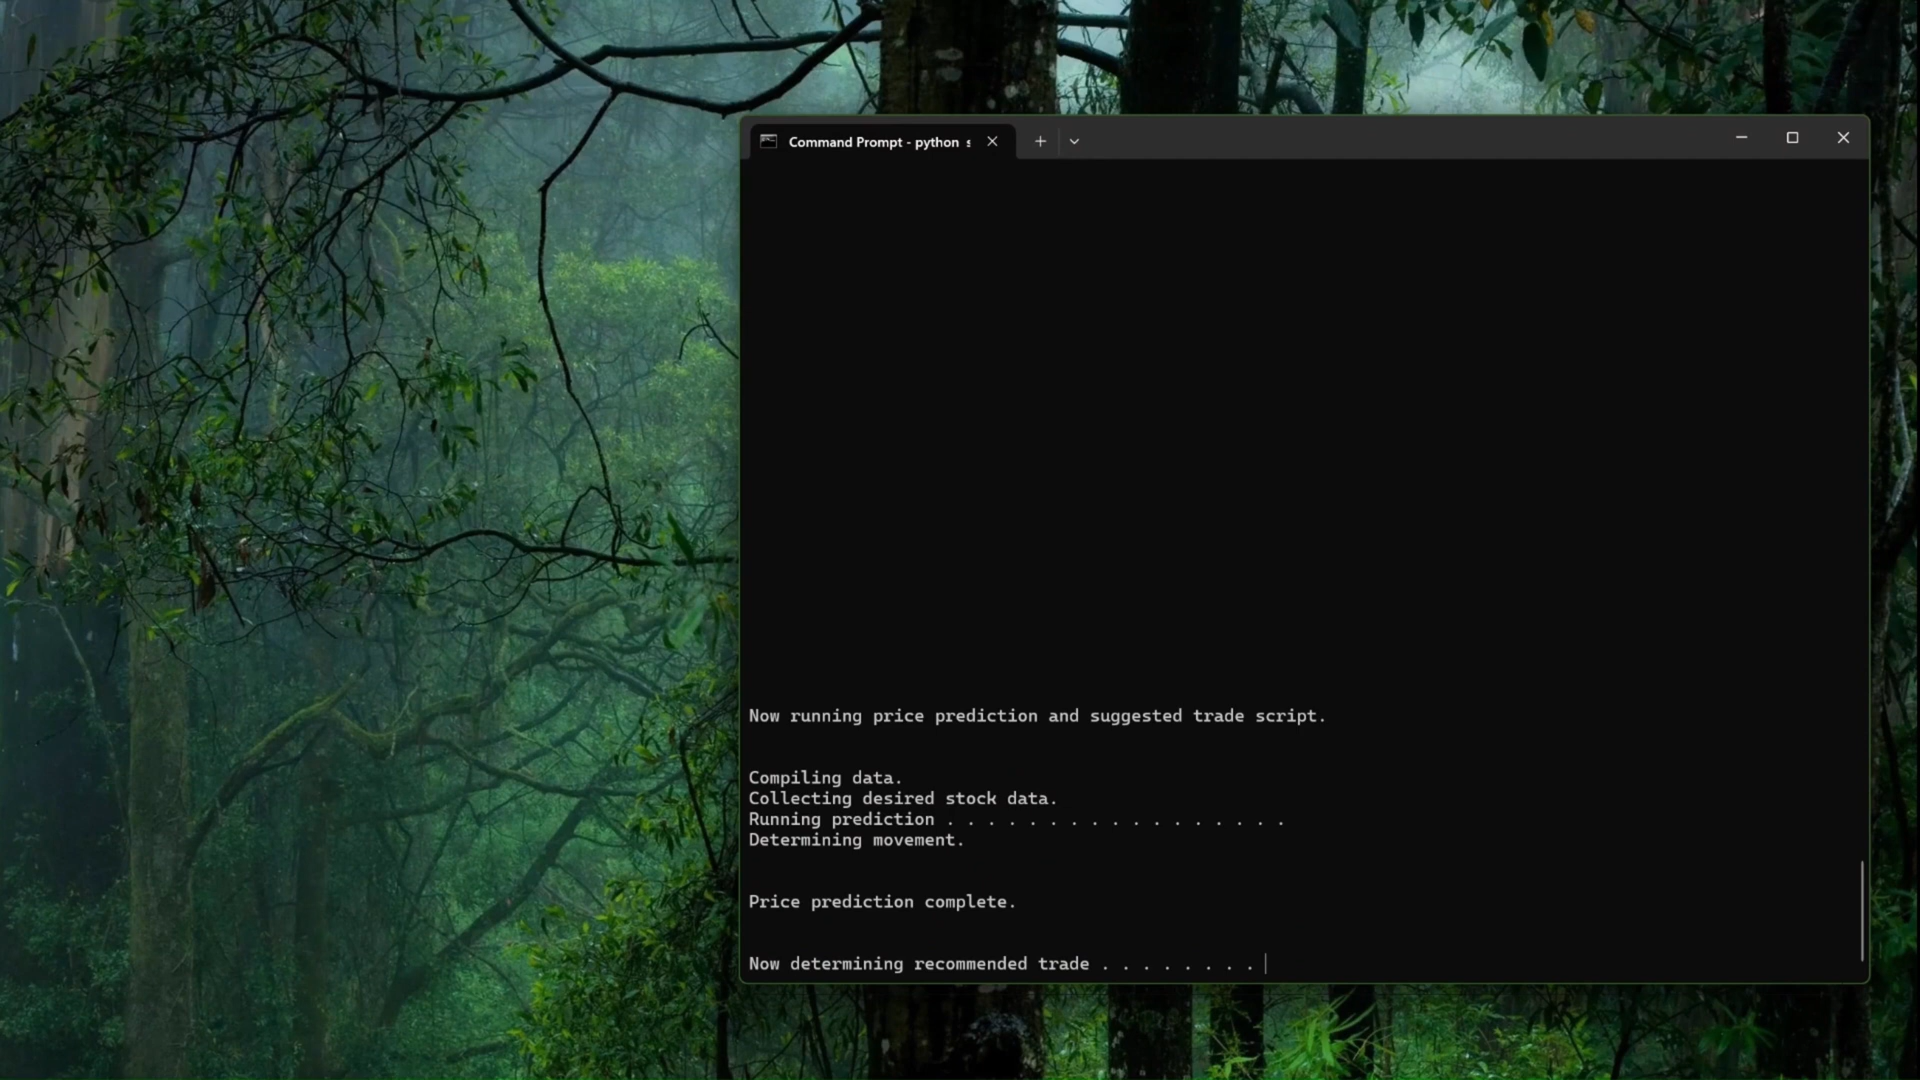 Command Prompt - python s
Now running price prediction and suggested trade script.
Compiling data.
Collecting desired stock data.
Running prediction . . . . . . . . . . . . . . . . .
Determining movement.
Price prediction complete.
Now determining recommended trade . . . . . . . .